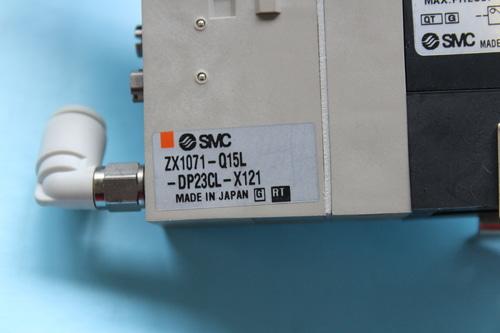 QT G
SMC MADE
SMC
ZX1071-Q15L
-DP23CL-X121
MADE IN JAPAN G RT